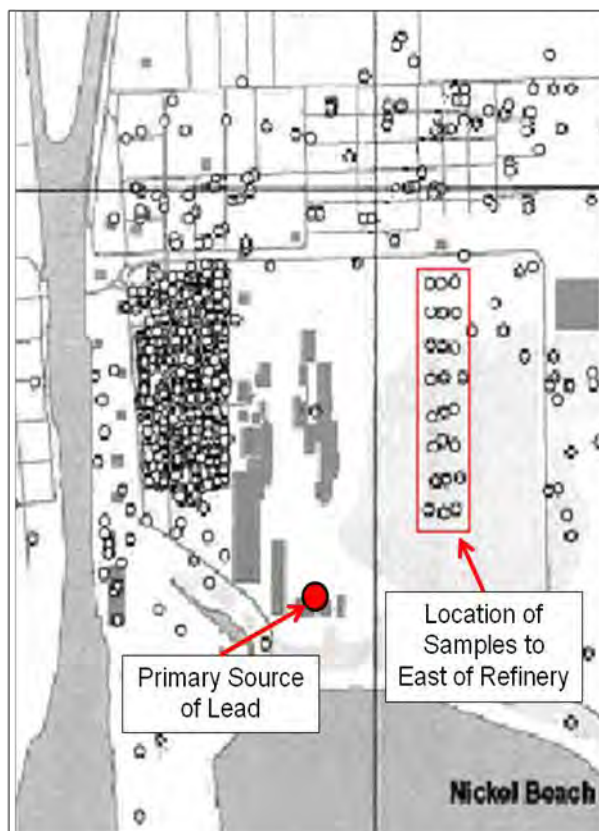 Location of
Samples to
East of Refinery
Primary Source
of Lead
Nickel Beach